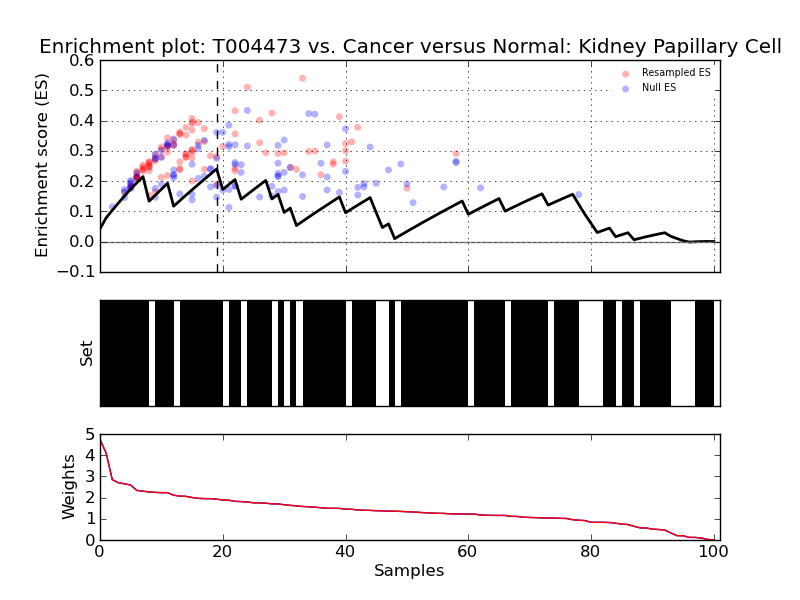 Enrichment plot: T004473 vs. Cancer versus Normal: Kidney Papillary Cell
0.6
0.5
0.4
0.3
0.2
0.1
0.0
−0.1
Enrichment score (ES)
Resampled ES
Null ES
Set
5
4
3
2
1
0
Weights
0 20 40 60 80 100
Samples